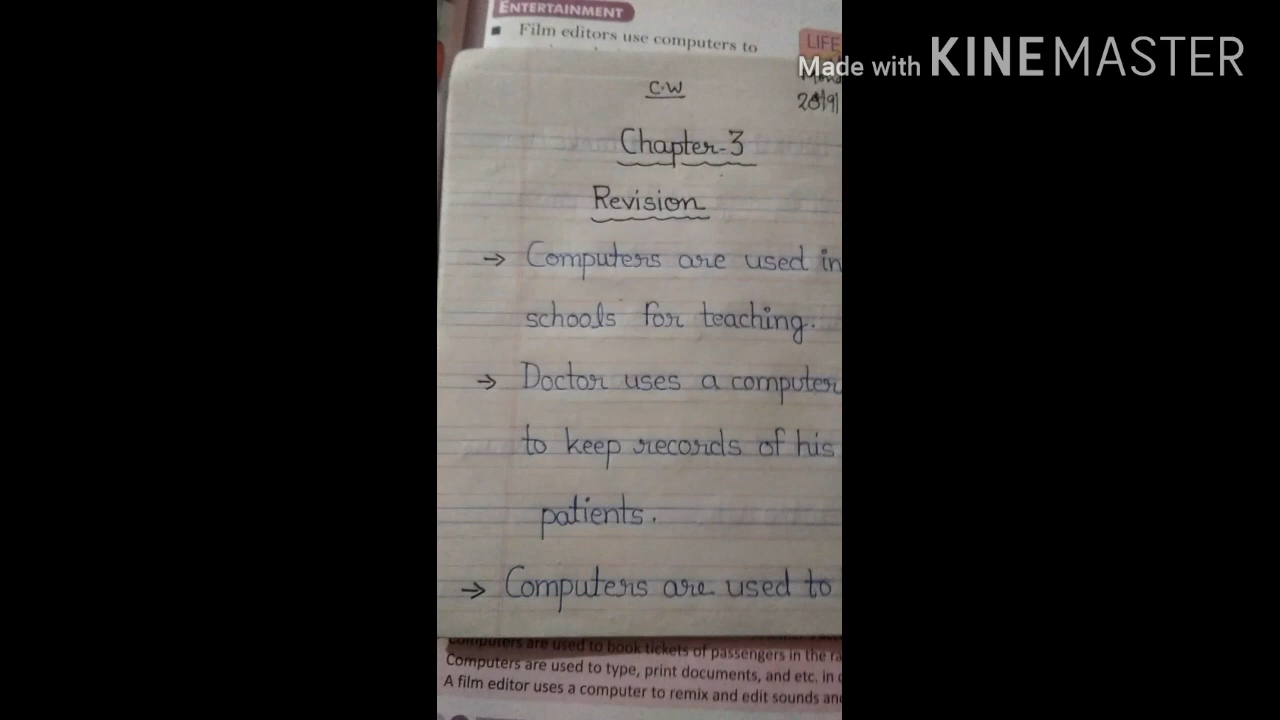 ENTERTAINMENT
Film editors use computers to
LIFE
Made with KINEMASTER
C.W
Chapter-3
Revision
→ Computers are used in
schools for teaching.
→ Doctor uses a computer
to keep records of his
patients.
→ Computers are used to
Computers are used to book tickets of passengers in the
Computers are used to type, print documents, and etc. in
A film editor uses a computer to remix and edit sounds